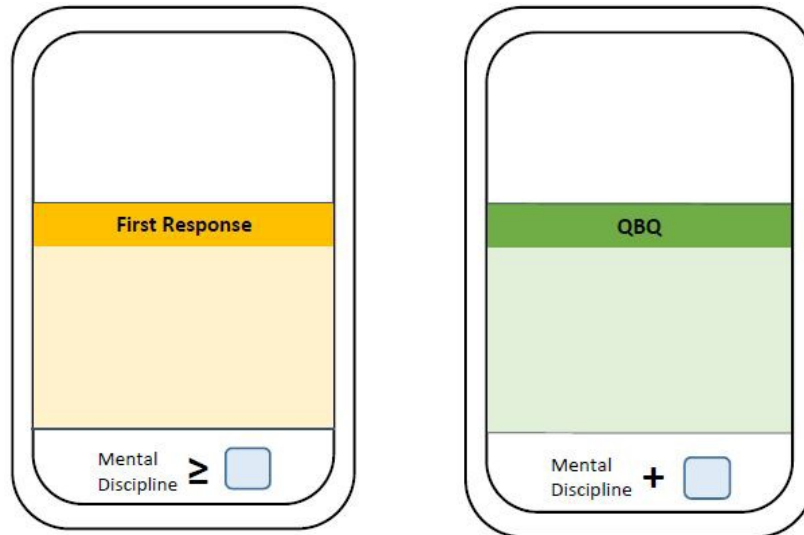 First Response
Mental
Discipline ≥
QBQ
Mental
Discipline +